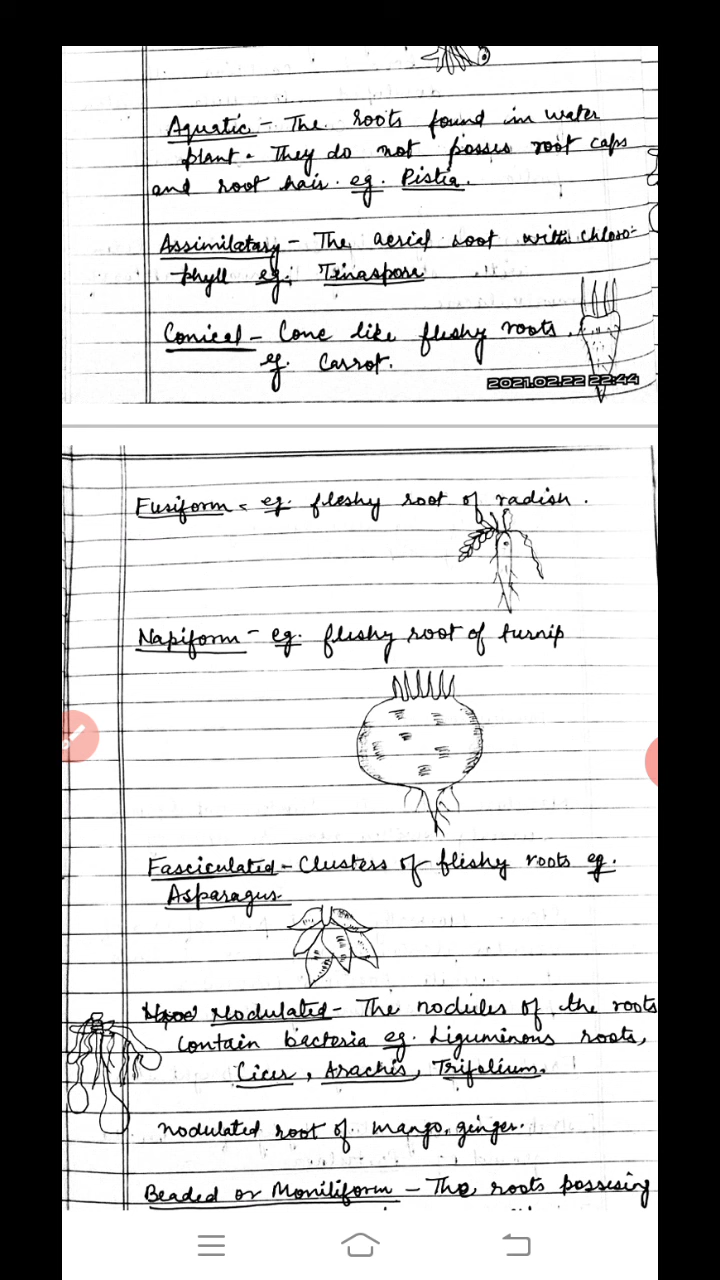 Aquatic - The roots found in water
plant. They do not posses root caps
and root hair. eg. Pistia.
Assimilatary - The aerial root with chloro-
phyll eg; Tinaspora
Conical - Cone like fleshy roots.
eg. Carrot.
2021.02.22 22:44
Fusiform - eg. fleshy root of radish.
Napiform - eg. fleshy root of turnip
Fasciculated - Clusters of fleshy roots eg.
Asparagus.
Nodulated - The nodules of the roots
contain bacteria eg. Liguminous roots,
Cicer, Arachis, Trifolium.
nodulated root of mango, ginger.
Beaded or Moniliform - The roots possesing